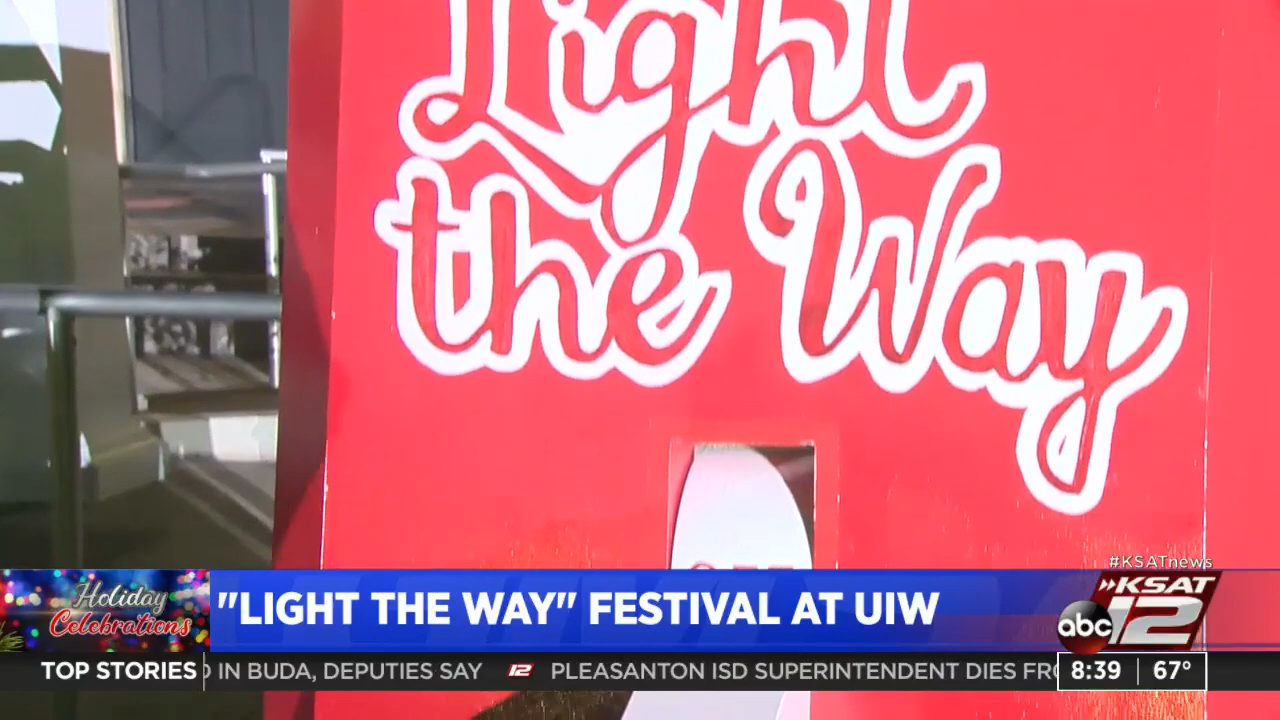 Light
the Way
#KSATnews
Holiday
Celebrations
"LIGHT THE WAY" FESTIVAL AT UIW
KSAT
abc 12
TOP STORIES
IN BUDA, DEPUTIES SAY 12 PLEASANTON ISD SUPERINTENDENT DIES FRO
8:39 67°